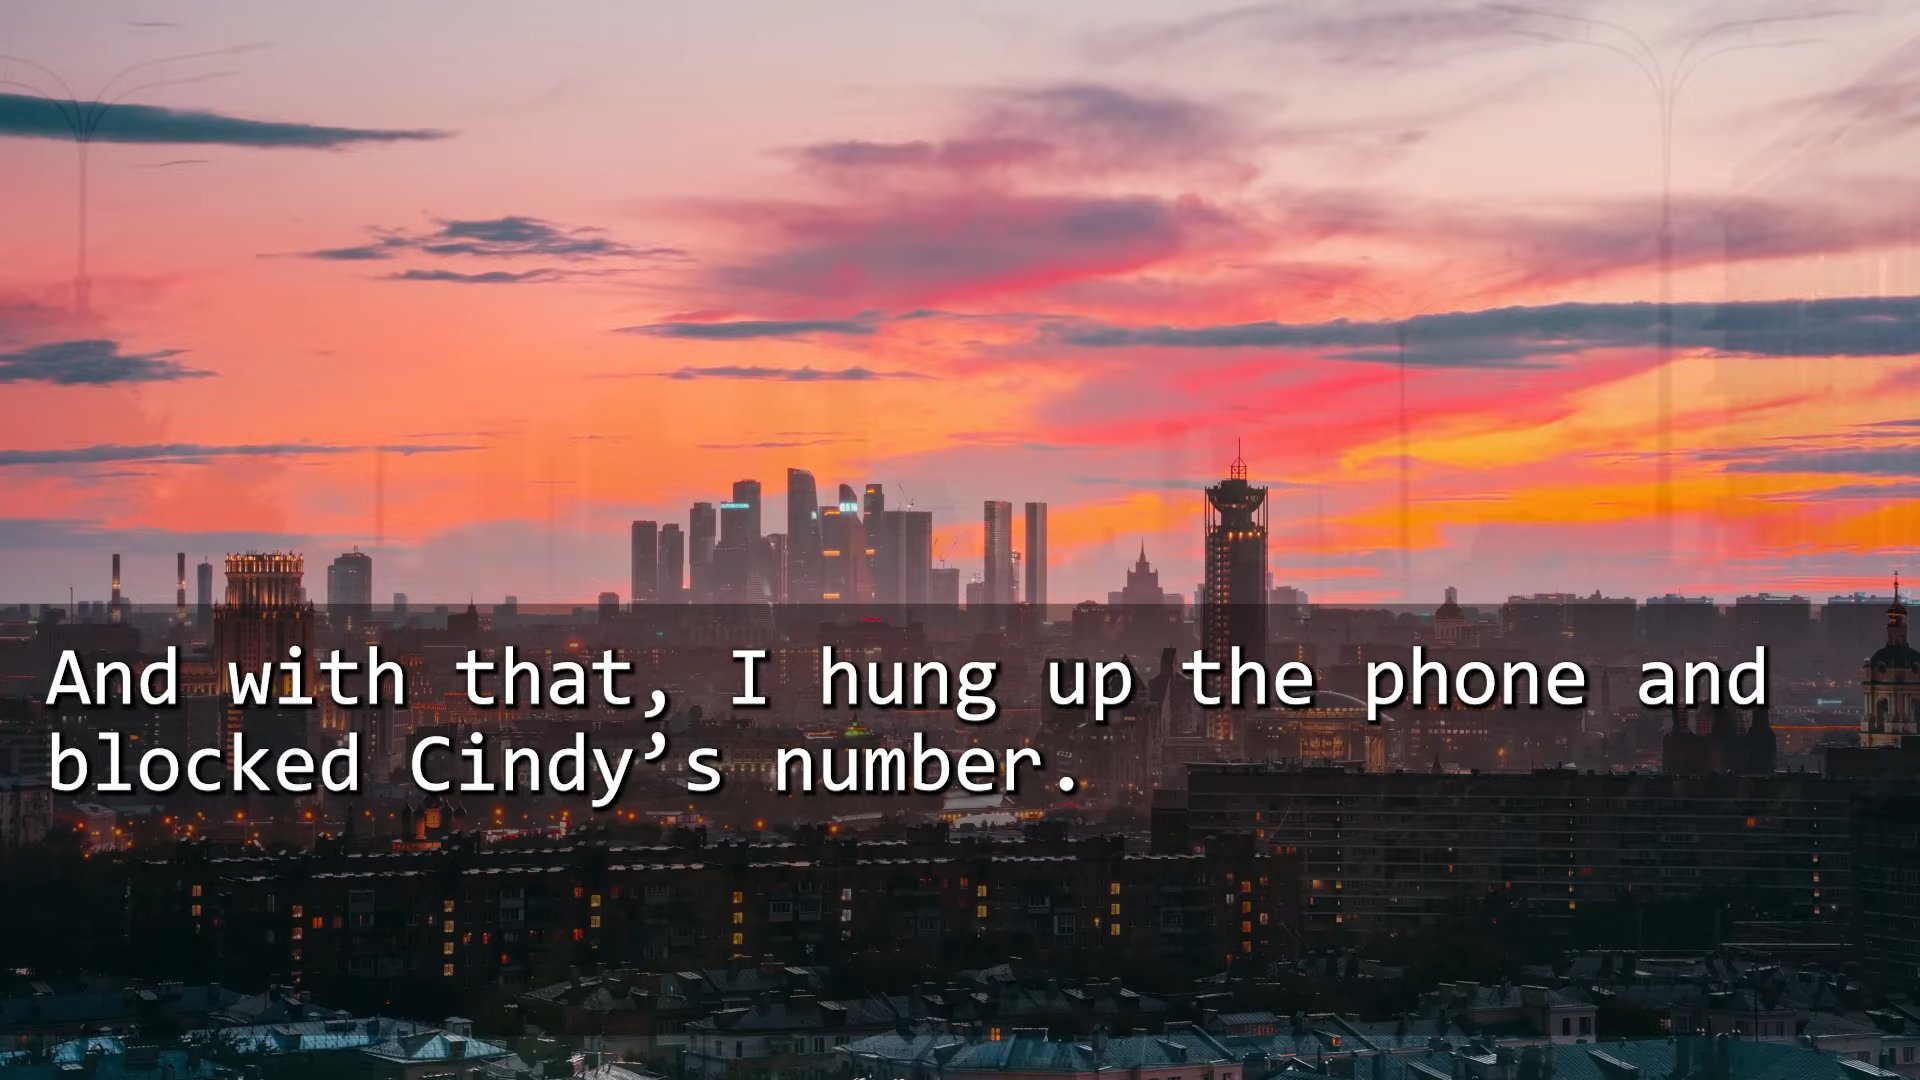 And with that, I hung up the phone and
blocked Cindy’s number.